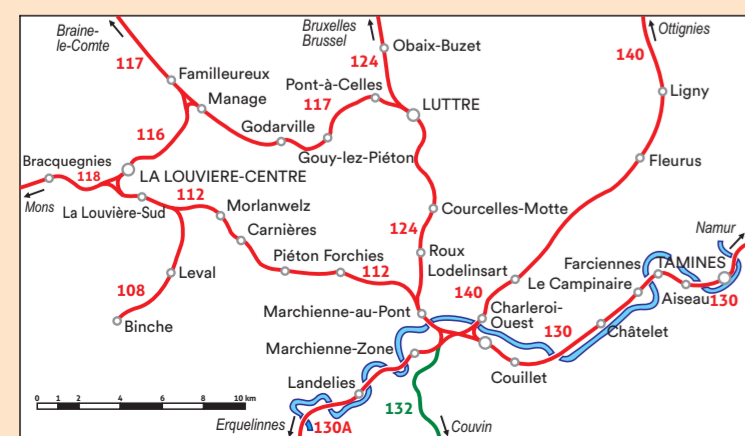 Braine-
le-Comte
117
Familleureux
Manage
116
Bruxelles
Brussel
124
Obaix-Buzet
Pont-à-Celles
117
LUTTRE
Godarville
Gouy-lez-Piéton
Ottignies
140
Ligny
Fleurus
Bracquegnies
118
LA LOUVIERE-CENTRE
Mons
La Louvière-Sud
112
Morlanwelz
Carnières
Courcelles-Motte
124
Piéton Forchies
112
Roux
Lodelinsart
Leval
108
Binche
Namur
Farciennes
TAMINES
Le Campinaire
Aiseau
130
140
Marchienne-au-Pont
Charleroi-
Ouest
130
Châtelet
Marchienne-Zone
Couillet
Landelies
0 1 2 4 6 8 10 km
Erquelinnes
130A
132
Couvin